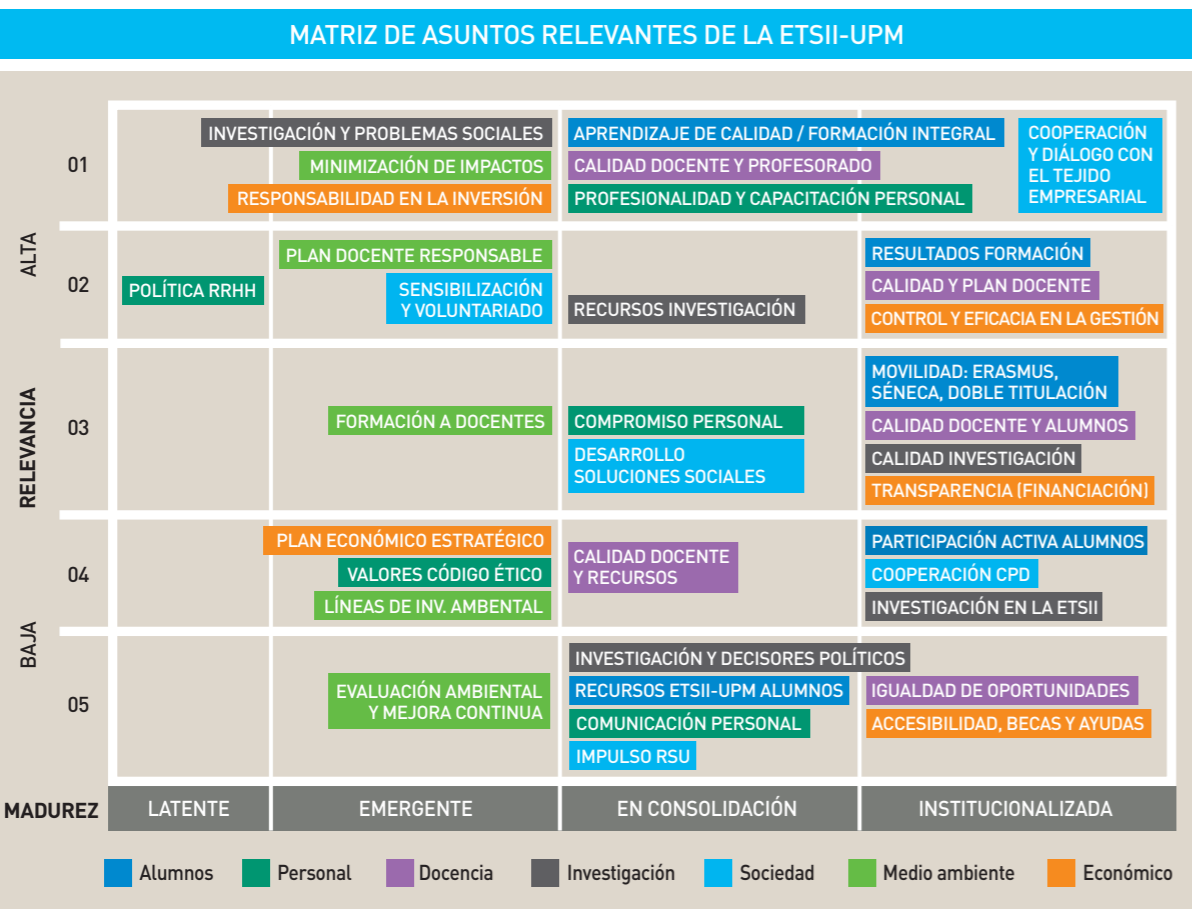 MATRIZ DE ASUNTOS RELEVANTES DE LA ETSII-UPM
RELEVANCIA
ALTA
BAJA
01
INVESTIGACIÓN Y PROBLEMAS SOCIALES
MINIMIZACIÓN DE IMPACTOS
RESPONSABILIDAD EN LA INVERSIÓN
APRENDIZAJE DE CALIDAD / FORMACIÓN INTEGRAL
CALIDAD DOCENTE Y PROFESORADO
PROFESIONALIDAD Y CAPACITACIÓN PERSONAL
COOPERACIÓN
Y DIÁLOGO CON
EL TEJIDO
EMPRESARIAL
02
POLÍTICA RRHH
PLAN DOCENTE RESPONSABLE
SENSIBILIZACIÓN
Y VOLUNTARIADO
RECURSOS INVESTIGACIÓN
RESULTADOS FORMACIÓN
CALIDAD Y PLAN DOCENTE
CONTROL Y EFICACIA EN LA GESTIÓN
03
FORMACIÓN A DOCENTES
COMPROMISO PERSONAL
DESARROLLO
SOLUCIONES SOCIALES
MOVILIDAD: ERASMUS,
SÉNECA, DOBLE TITULACIÓN
CALIDAD DOCENTE Y ALUMNOS
CALIDAD INVESTIGACIÓN
TRANSPARENCIA (FINANCIACIÓN)
04
PLAN ECONÓMICO ESTRATÉGICO
VALORES CÓDIGO ÉTICO
LÍNEAS DE INV. AMBENTAL
CALIDAD DOCENTE
Y RECURSOS
PARTICIPACIÓN ACTIVA ALUMNOS
COOPERACIÓN CPD
INVESTIGACIÓN EN LA ETSII
05
EVALUACIÓN AMBIENTAL
Y MEJORA CONTINUA
INVESTIGACIÓN Y DECISORES POLÍTICOS
RECURSOS ETSII-UPM ALUMNOS
COMUNICACIÓN PERSONAL
IMPULSO RSU
IGUALDAD DE OPORTUNIDADES
ACCESIBILIDAD, BECAS Y AYUDAS
MADUREZ
LATENTE
EMERGENTE
EN CONSOLIDACIÓN
INSTITUCIONALIZADA
Alumnos
Personal
Docencia
Investigación
Sociedad
Medio ambiente
Económico